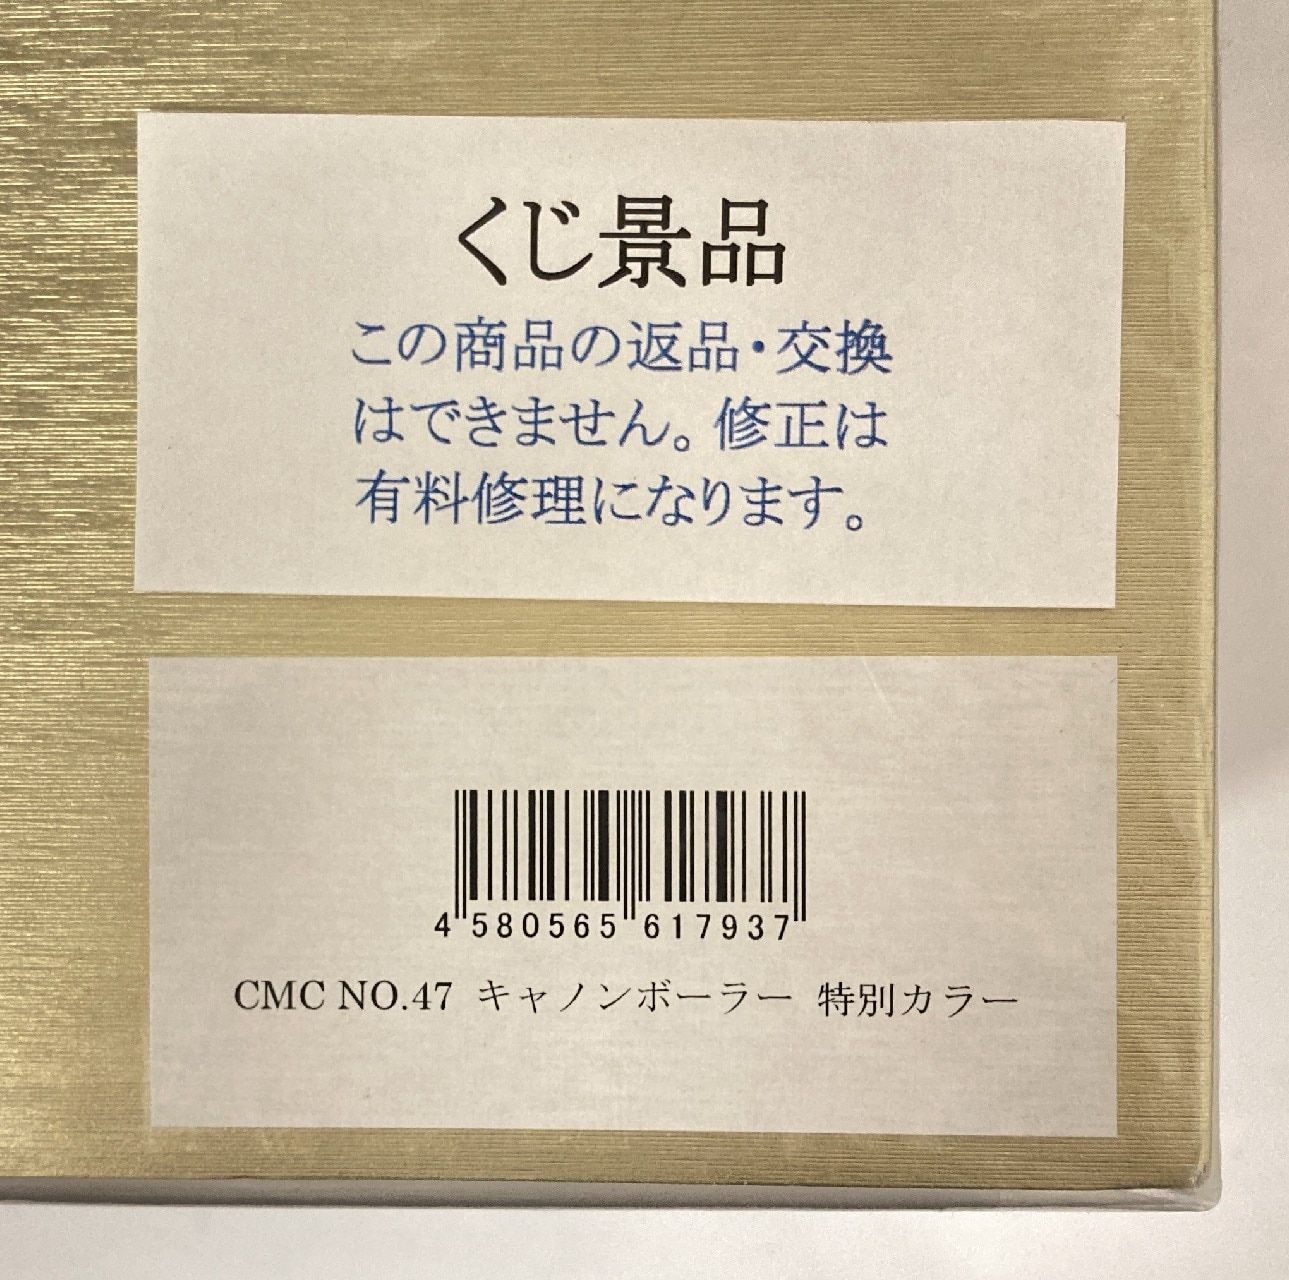 くじ景品
この商品の返品・交換
はできません。修正は
有料修理になります。
4 580565 617937
CMC NO.47 キャノンボーラー 特別カラー